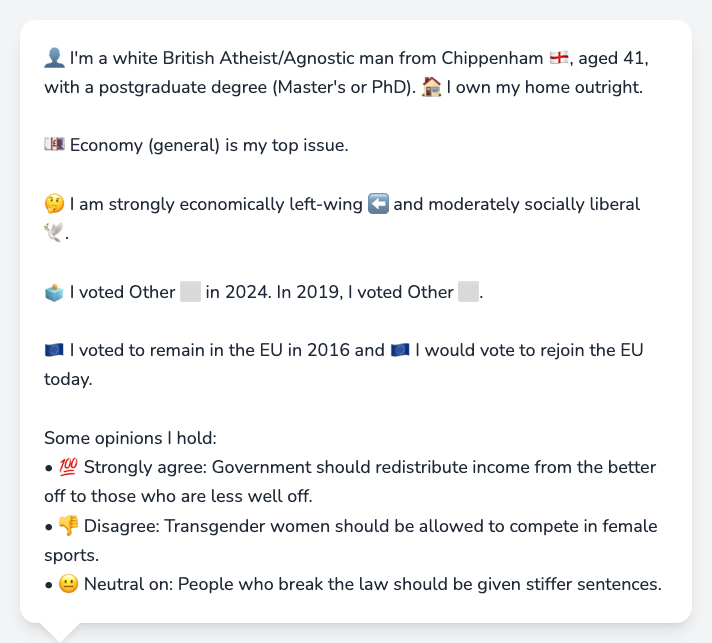 👤 I'm a white British Atheist/Agnostic man from Chippenham 🏴󠁧󠁢󠁥󠁮󠁧󠁿, aged 41,
with a postgraduate degree (Master's or PhD). 🏠 I own my home outright.
💷 Economy (general) is my top issue.
🤔 I am strongly economically left-wing ⬅️ and moderately socially liberal
🕊️.
🗳️ I voted Other ⬜ in 2024. In 2019, I voted Other ⬜.
🇪🇺 I voted to remain in the EU in 2016 and 🇪🇺 I would vote to rejoin the EU
today.
Some opinions I hold:
• 💯 Strongly agree: Government should redistribute income from the better
off to those who are less well off.
• 👎 Disagree: Transgender women should be allowed to compete in female
sports.
• 😐 Neutral on: People who break the law should be given stiffer sentences.